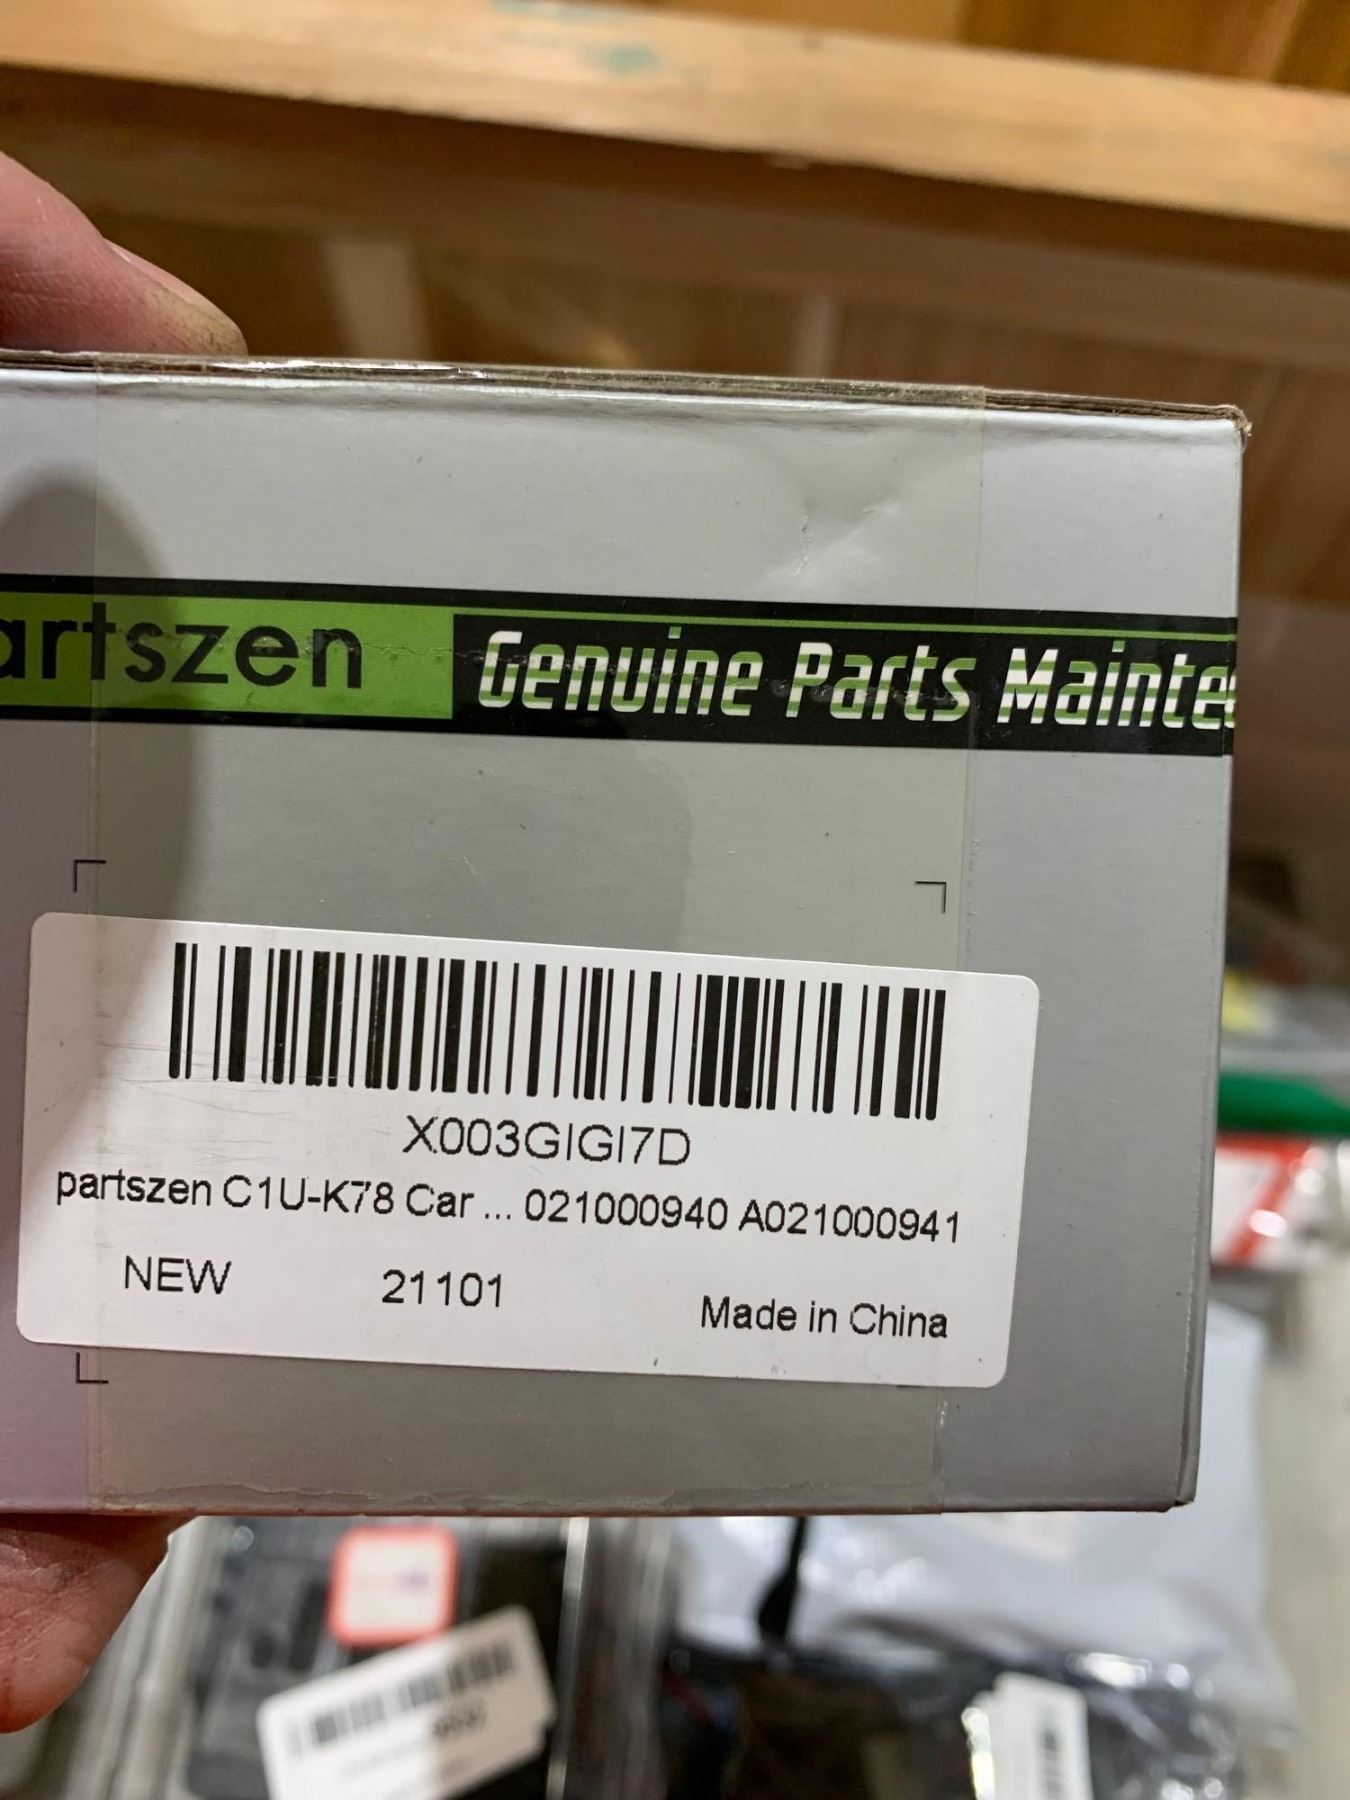 artszen Genuine Parts Mainte
X003GIGI7D
partszen C1U-K78 Car ... 021000940 A021000941
NEW 21101 Made in China